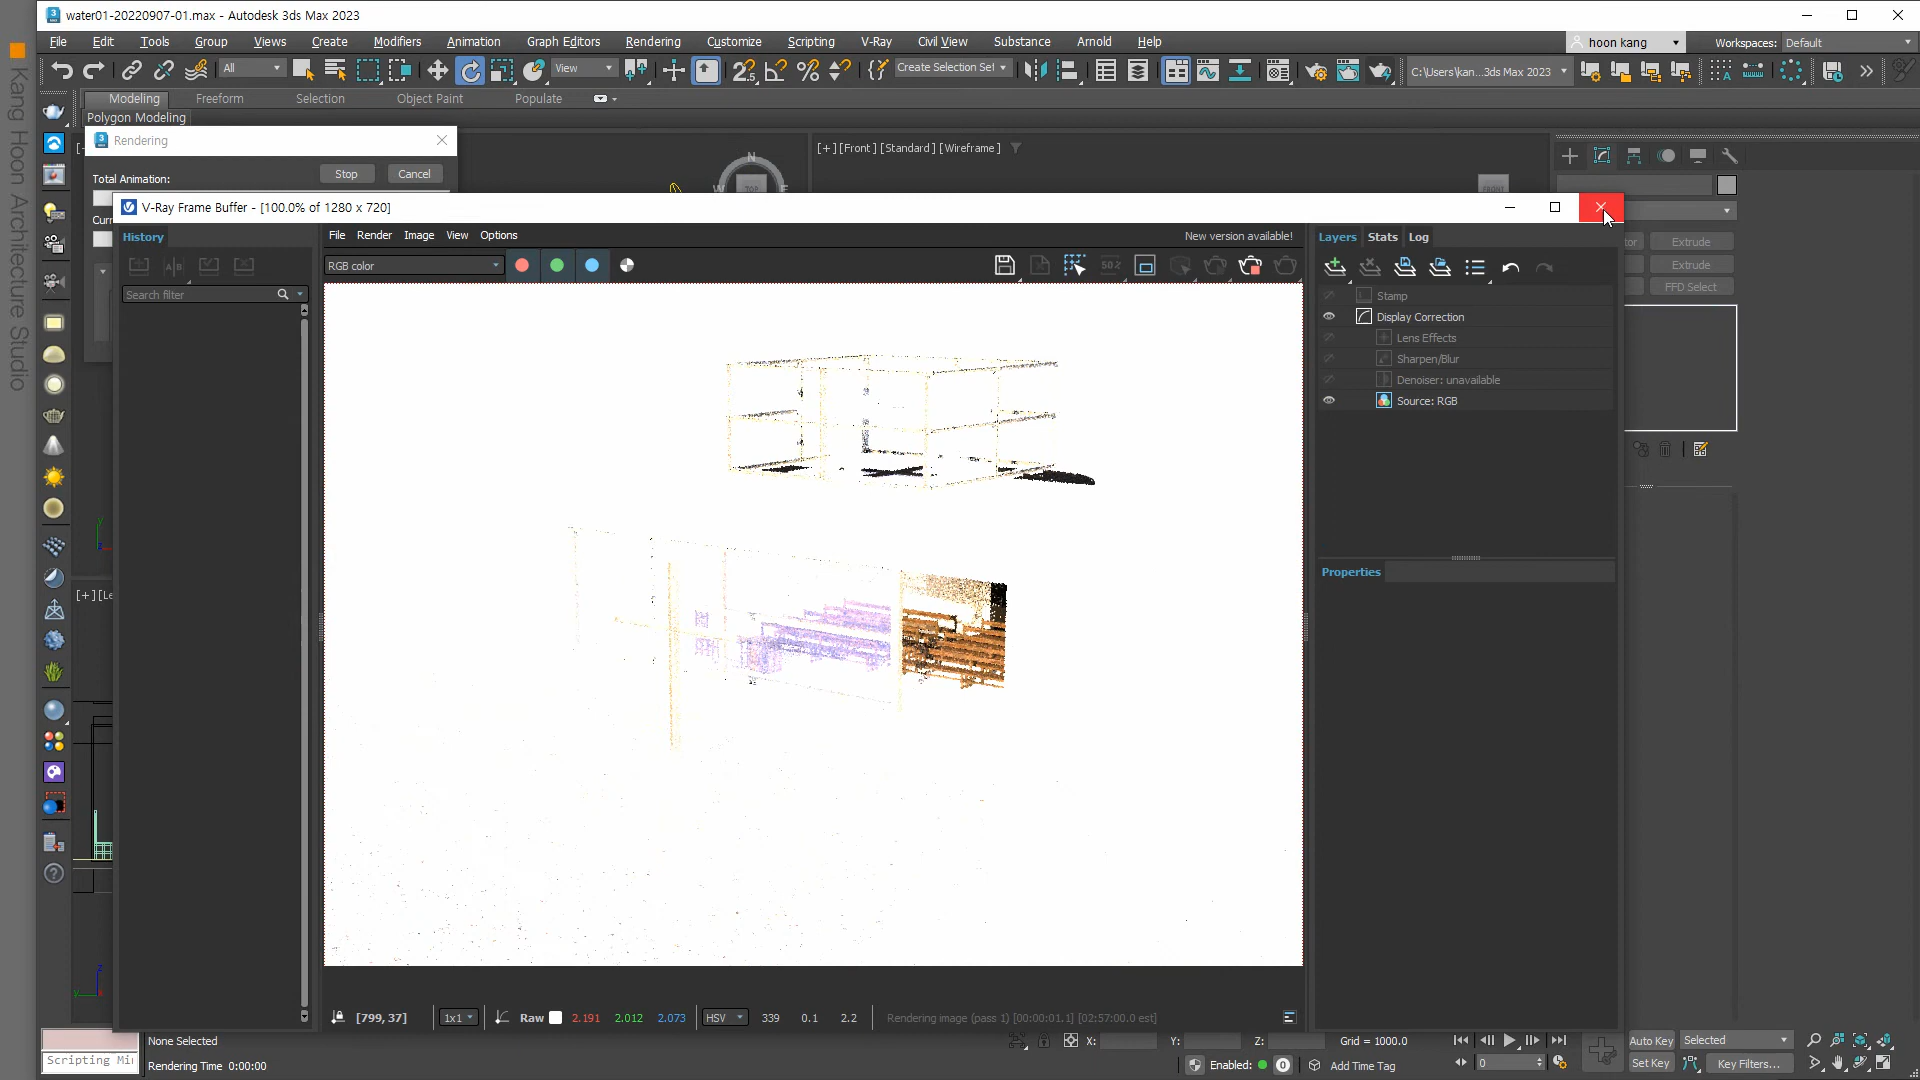 water01-20220907-01.max - Autodesk 3ds Max 2023
File Edit Tools Group Views Create Modifiers Animation Graph Editors Rendering Customize Scripting V-Ray Civil View Substance Arnold Help
hoon kang
Workspaces: Default
All
View
Create Selection Set
C:\Users\kan...3ds Max 2023
Modeling Freeform Selection Object Paint Populate
Polygon Modeling
Kang Hoon Architecture Studio
Rendering
Total Animation:
Stop
Cancel
[+] [Front] [Standard] [Wireframe]
N
W
E
TOP
FRONT
V-Ray Frame Buffer - [100.0% of 1280 x 720]
History
File Render Image View Options
New version available!
Layers Stats Log
RGB color
50%
Search filter
Stamp
Display Correction
Lens Effects
Sharpen/Blur
Denoiser: unavailable
Source: RGB
Extrude
Extrude
FFD Select
Properties
[799, 37]
1x1
Raw
2.191 2.012 2.073
HSV
339 0.1 2.2
Rendering image (pass 1) [00:00:01.1] [02:57:00.0 est]
None Selected
X:
Y:
Z:
Grid = 1000.0
Auto Key
Selected
Scripting Mi
Rendering Time 0:00:00
Enabled:
0
Add Time Tag
0
Set Key
Key Filters...